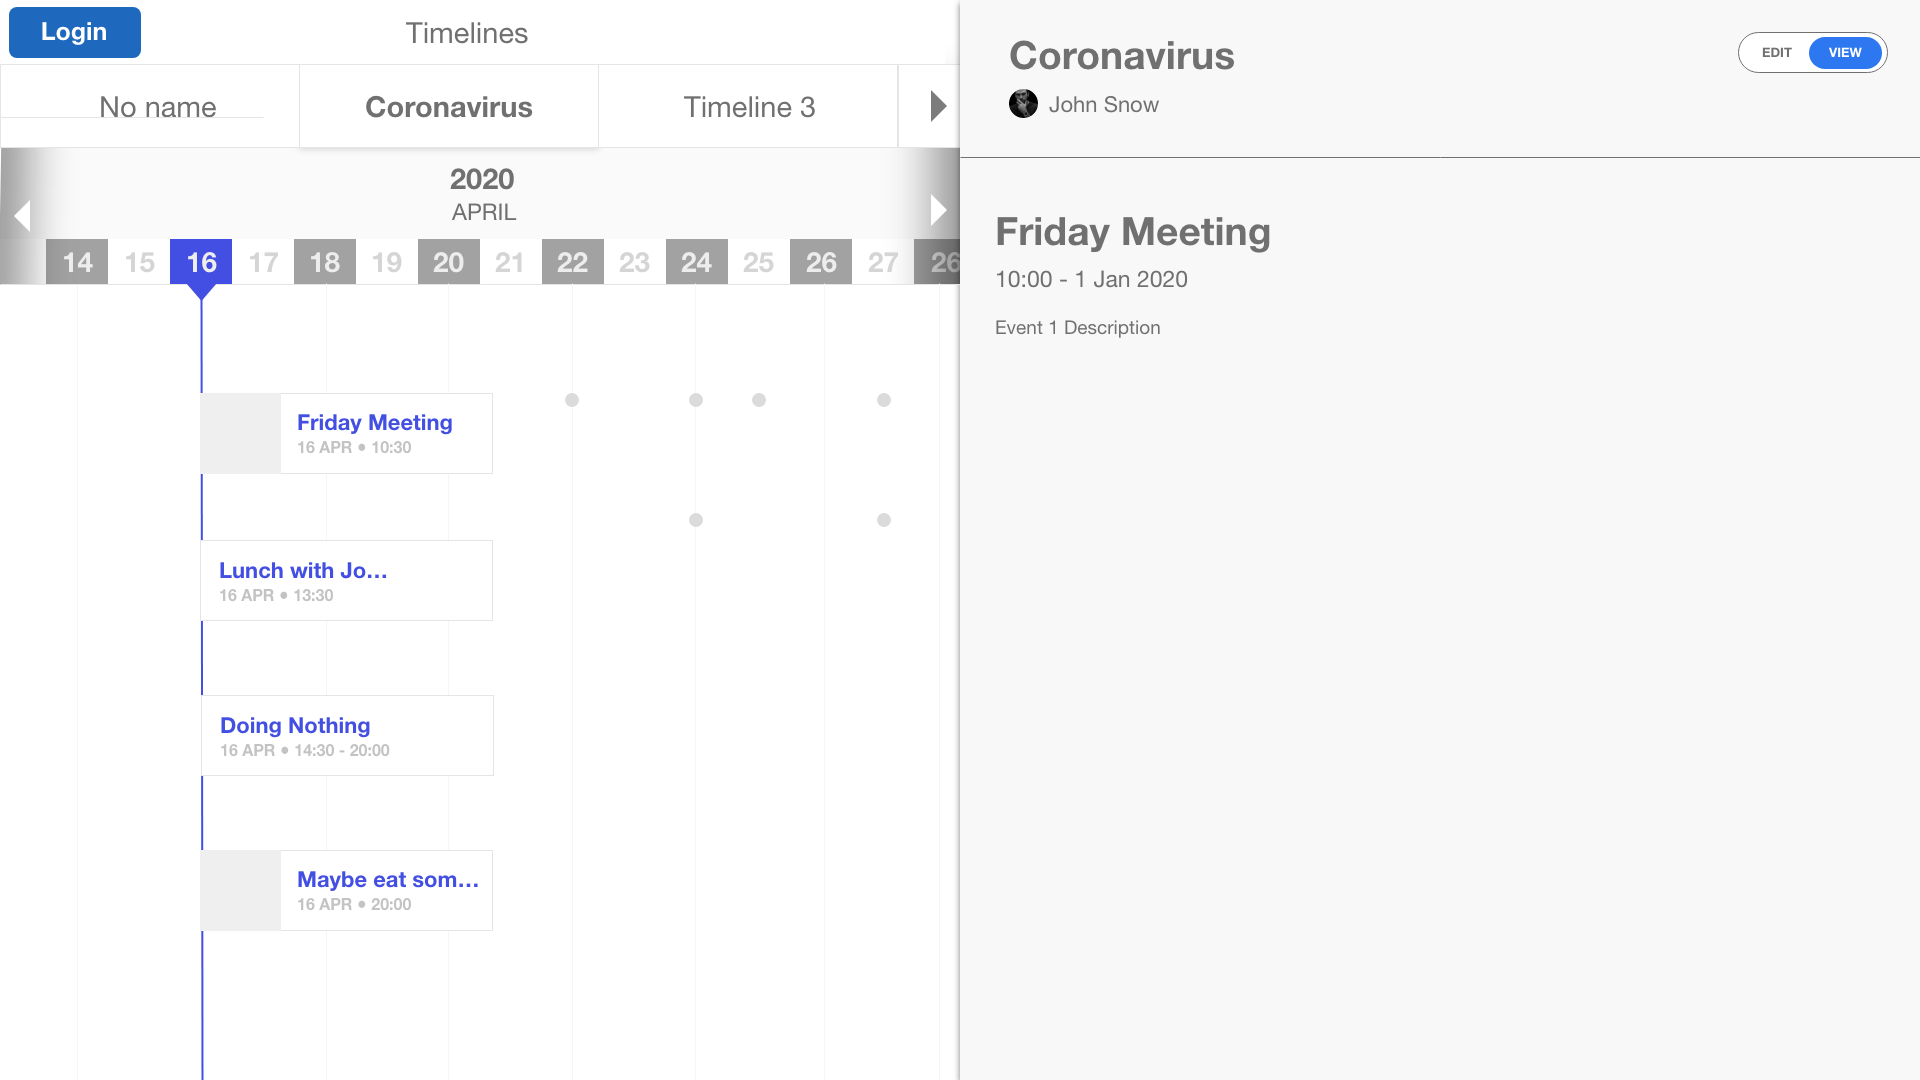 Login
Timelines
No name
Coronavirus
Timeline 3
2020
APRIL
14 15 16 17 18 19 20 21 22 23 24 25 26 27 26
Friday Meeting
16 APR • 10:30
Lunch with Jo...
16 APR • 13:30
Doing Nothing
16 APR • 14:30 - 20:00
Maybe eat som...
16 APR • 20:00
Coronavirus
John Snow
EDIT VIEW
Friday Meeting
10:00 - 1 Jan 2020
Event 1 Description